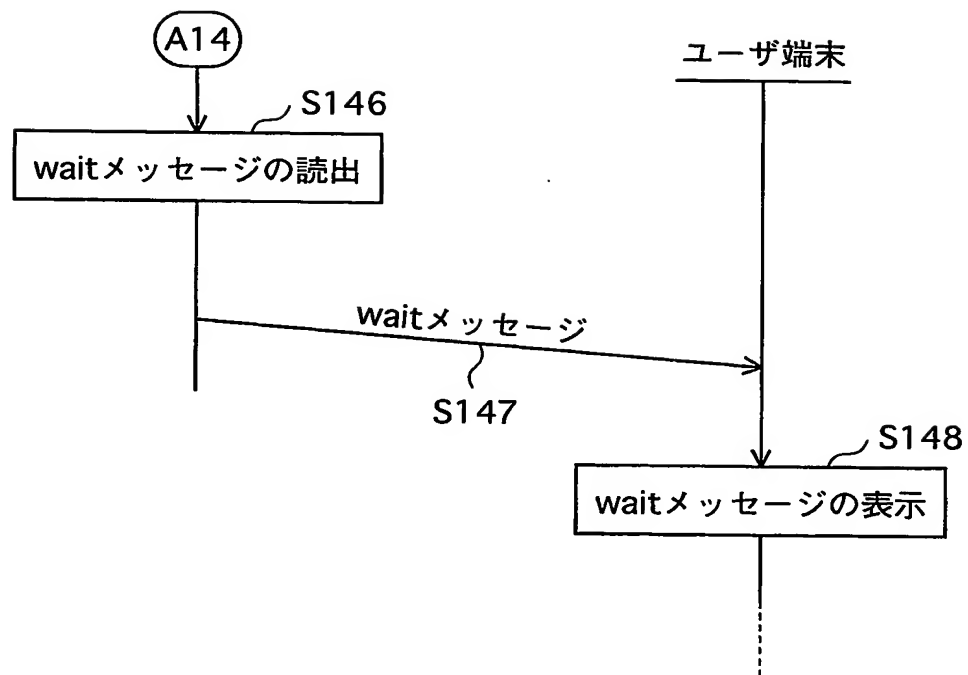 A14
ユーザ端末
S146
waitメッセージの読出
waitメッセージ
S147
S148
waitメッセージの表示